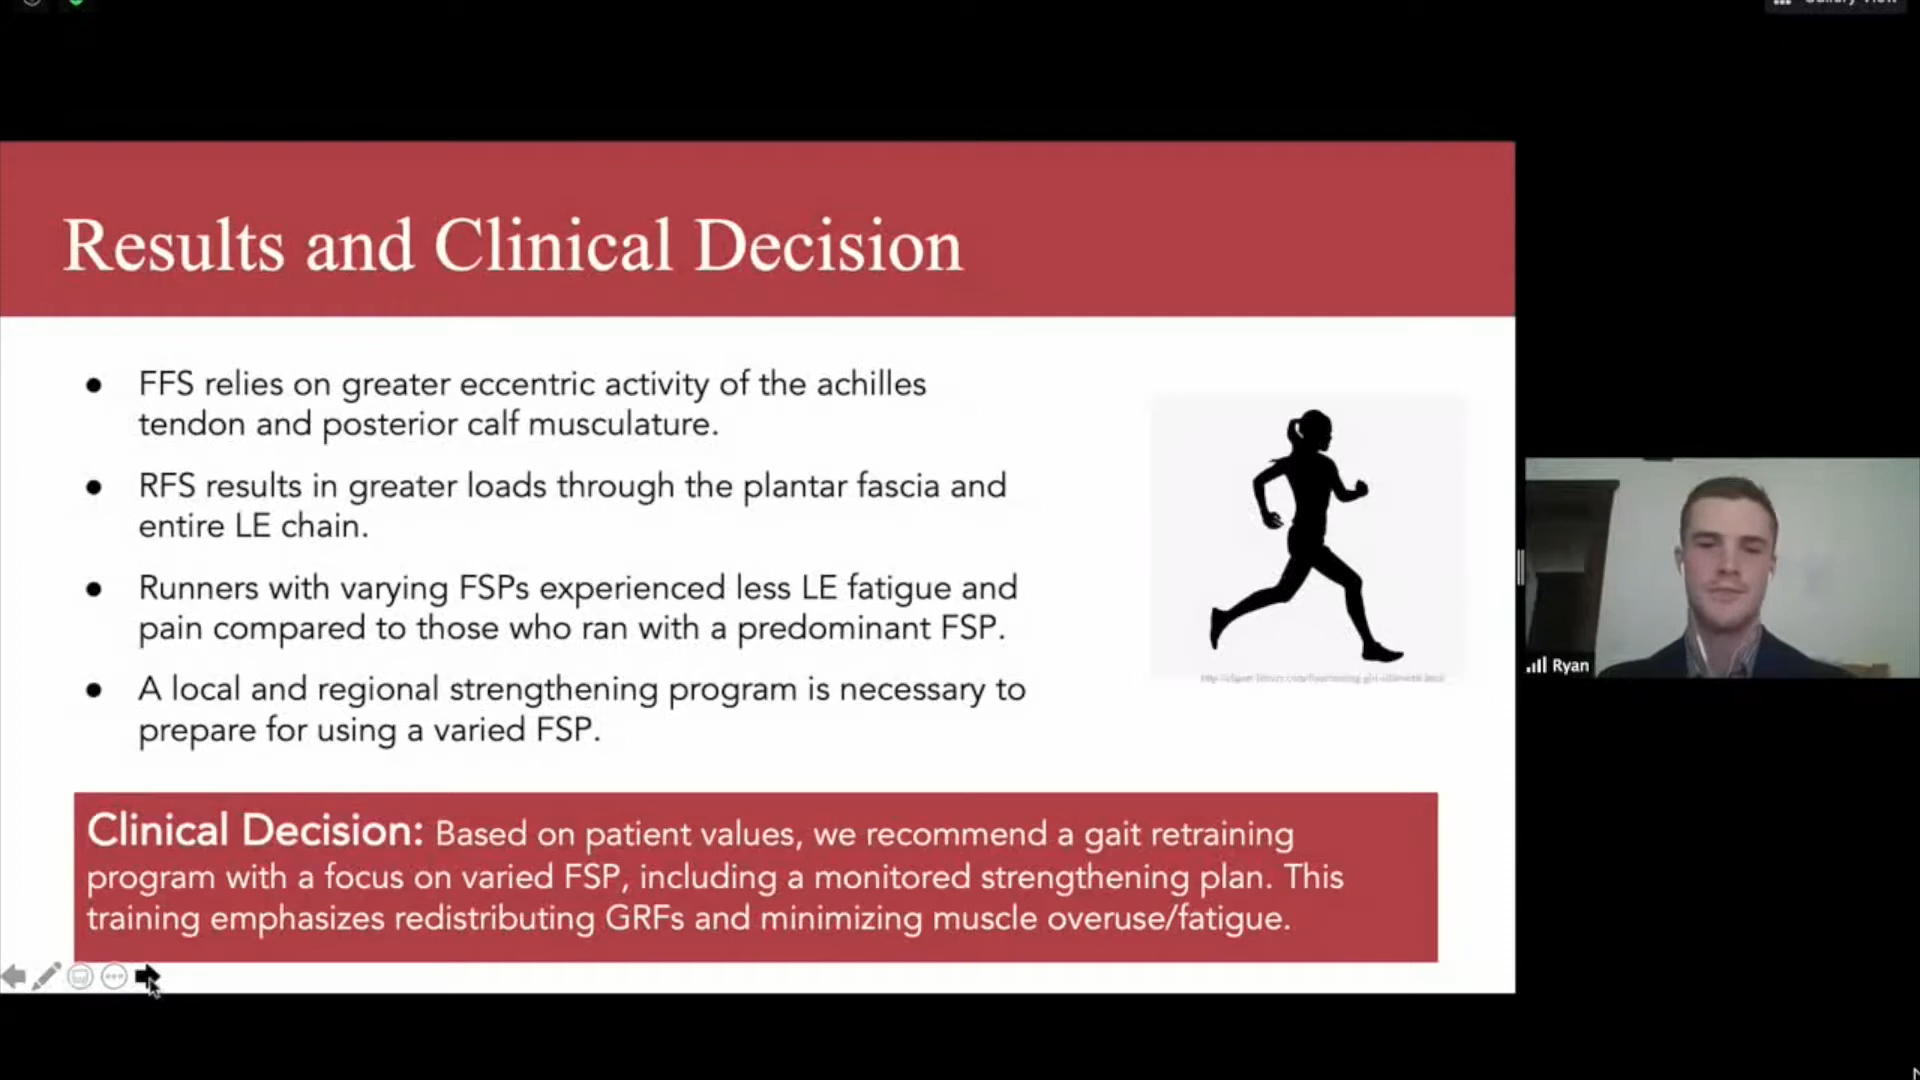 Results and Clinical Decision
● FFS relies on greater eccentric activity of the achilles
tendon and posterior calf musculature.
● RFS results in greater loads through the plantar fascia and
entire LE chain.
● Runners with varying FSPs experienced less LE fatigue and
pain compared to those who ran with a predominant FSP.
● A local and regional strengthening program is necessary to
prepare for using a varied FSP.
Clinical Decision: Based on patient values, we recommend a gait retraining
program with a focus on varied FSP, including a monitored strengthening plan. This
training emphasizes redistributing GRFs and minimizing muscle overuse/fatigue.
Ryan